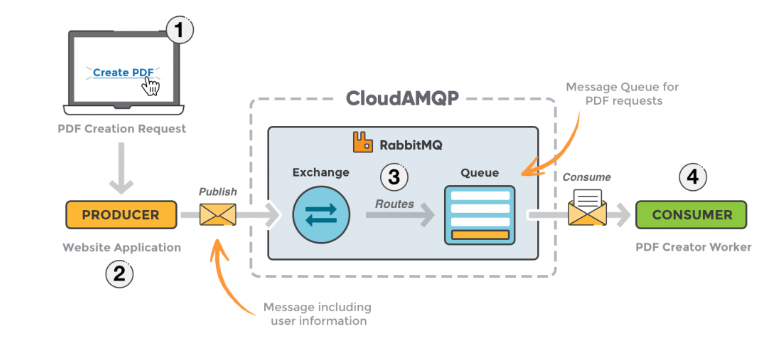 1
Create PDF
PDF Creation Request
CloudAMQP
Message Queue for
PDF requests
RabbitMQ
Exchange
3
Queue
Routes
Publish
Consume
4
PRODUCER
CONSUMER
Website Application
PDF Creator Worker
2
Message including
user information